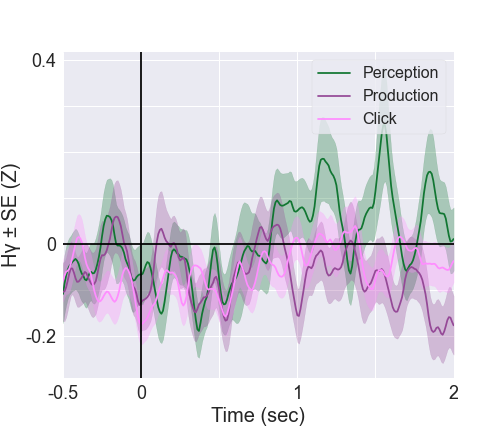 0.4
0
-0.2
Hγ ± SE (Z)
Perception
Production
Click
-0.5
0
1
2
Time (sec)